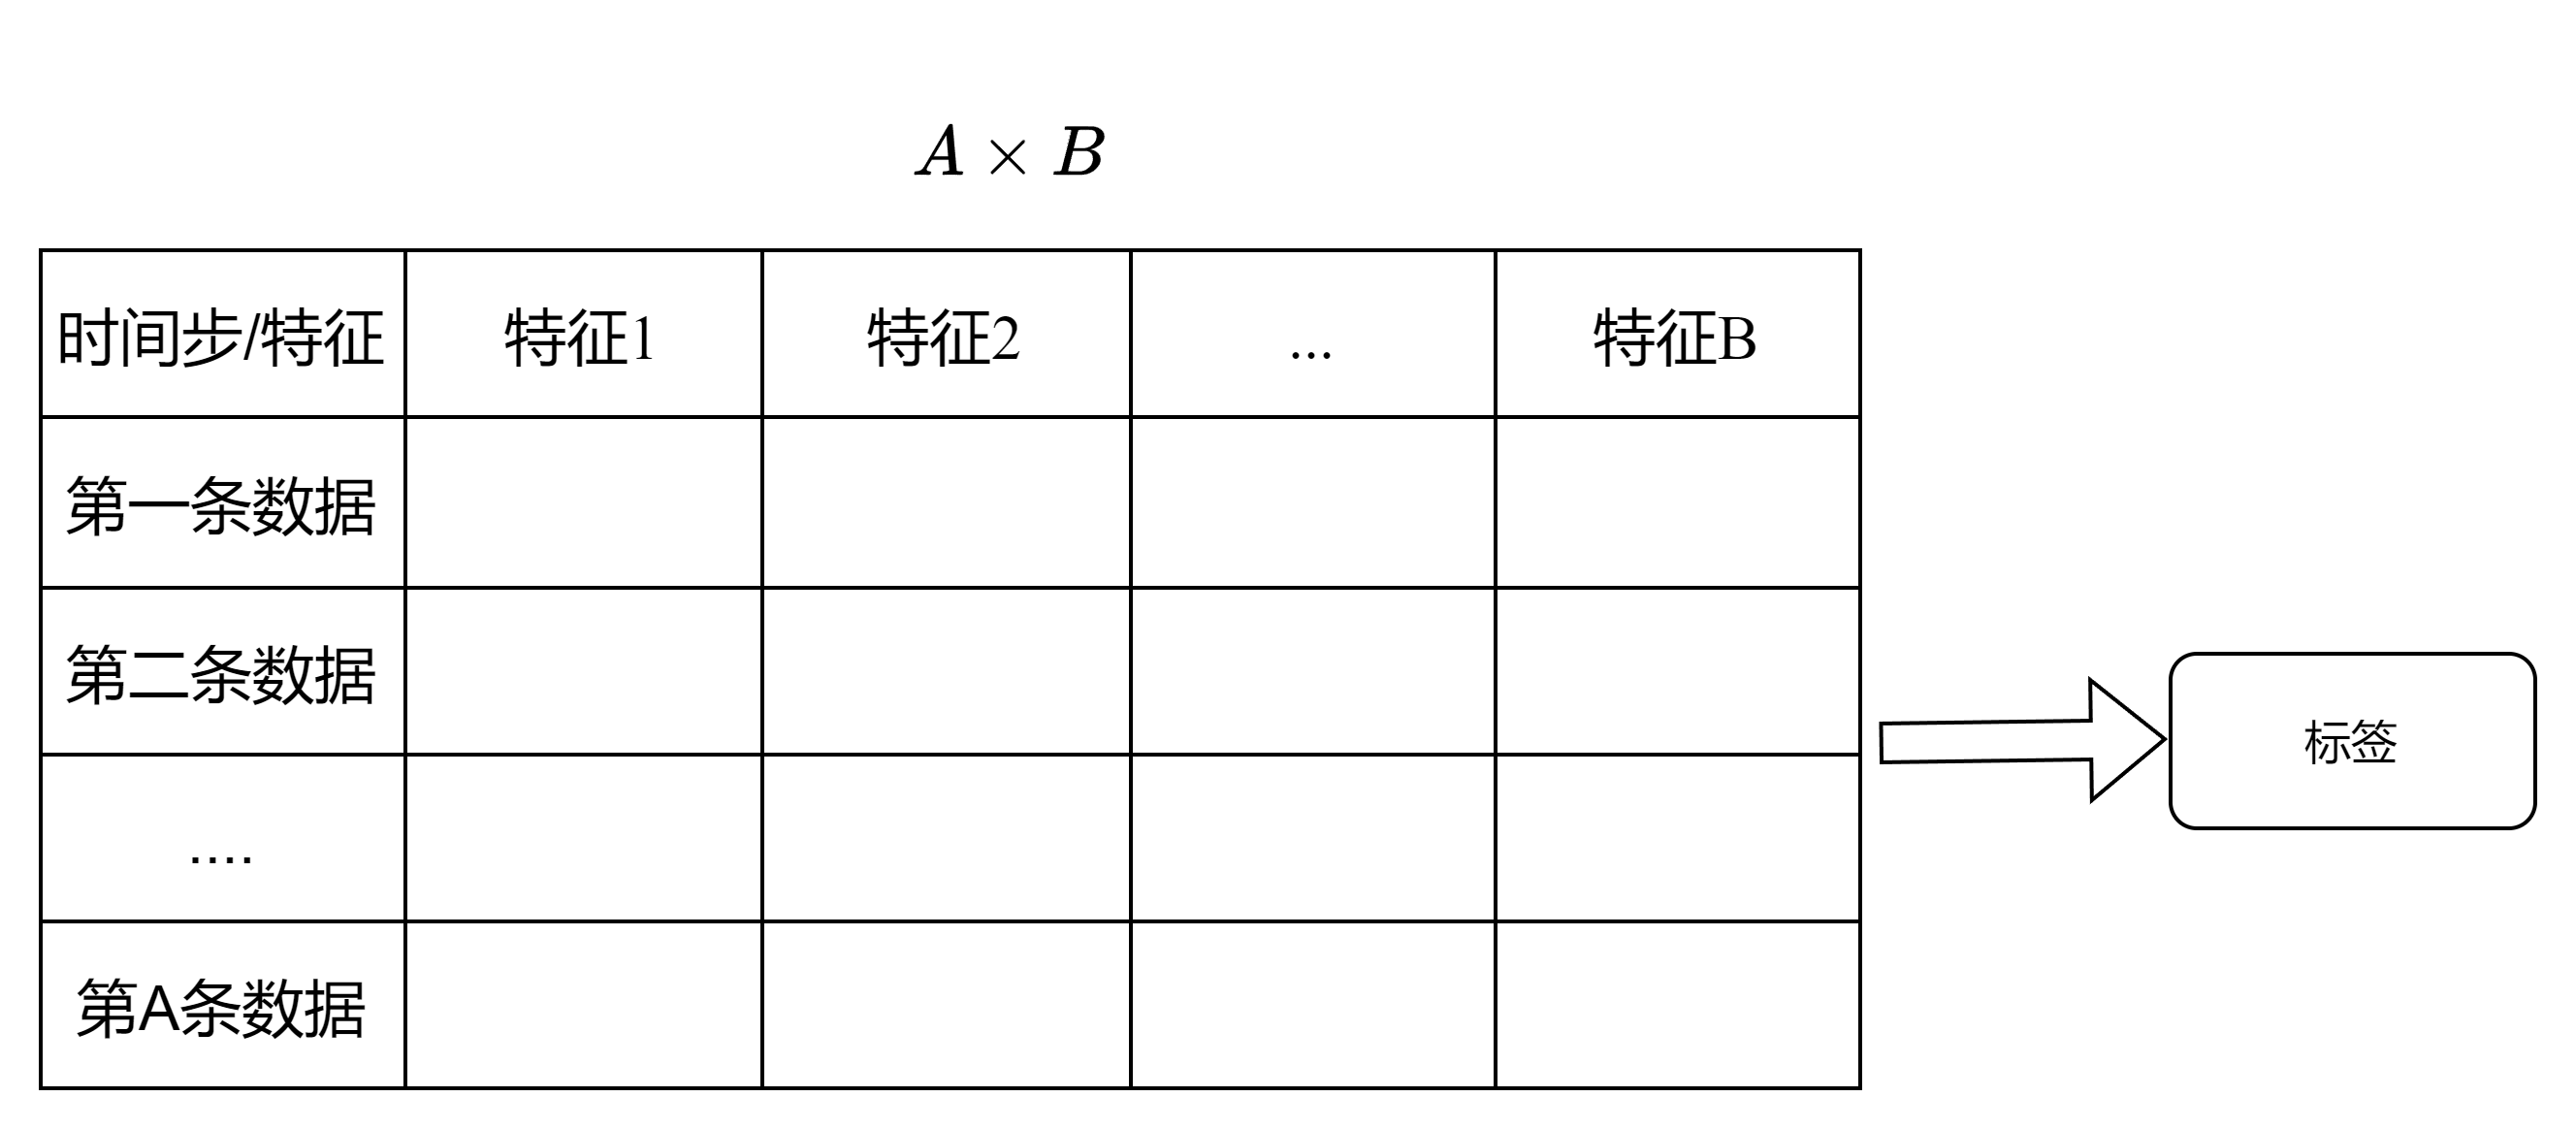 A × B
时间步/特征 特征1 特征2 ... 特征B
第一条数据
第二条数据
....
第A条数据
标签